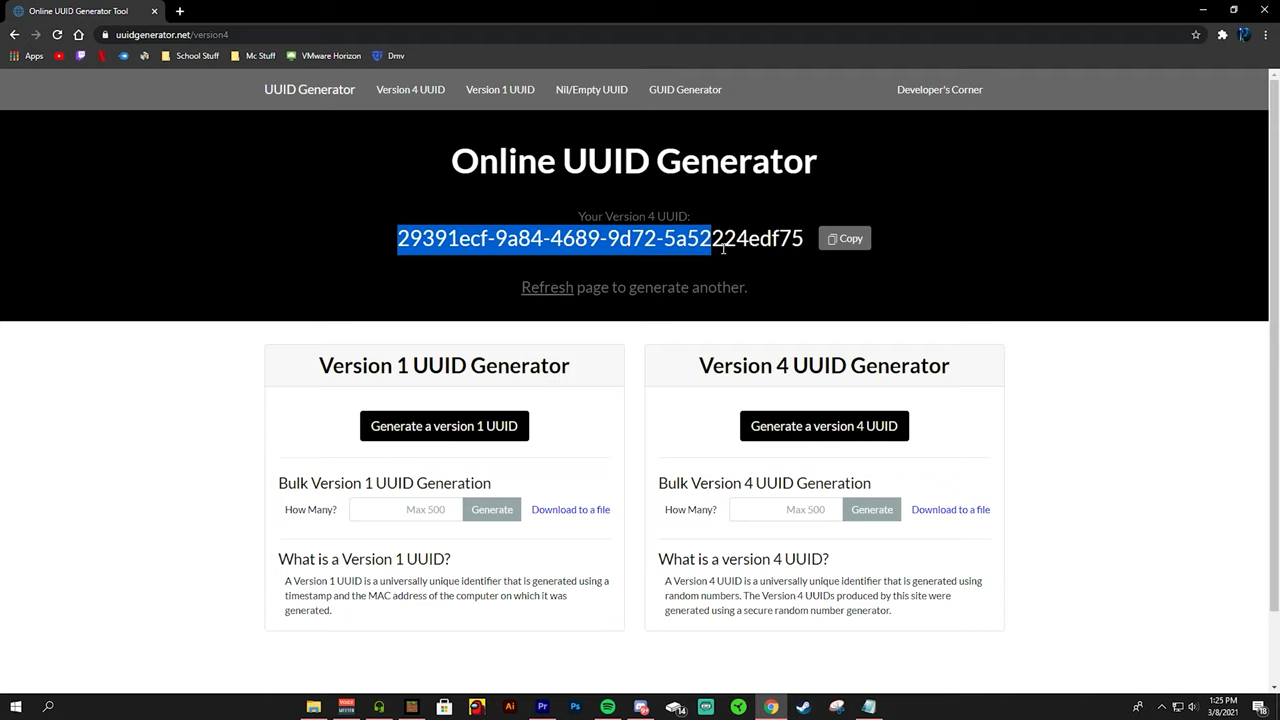 Online UUID Generator Tool
uuidgenerator.net/version4
Apps School Stuff Mc Stuff VMware Horizon Dmv
UUID Generator Version 4 UUID Version 1 UUID Nil/Empty UUID GUID Generator Developer's Corner
Online UUID Generator
Your Version 4 UUID:
29391ecf-9a84-4689-9d72-5a52224edf75 Copy
Refresh page to generate another.
Version 1 UUID Generator
Generate a version 1 UUID
Bulk Version 1 UUID Generation
How Many? Max 500 Generate Download to a file
What is a Version 1 UUID?
A Version 1 UUID is a universally unique identifier that is generated using a
timestamp and the MAC address of the computer on which it was
generated.
Version 4 UUID Generator
Generate a version 4 UUID
Bulk Version 4 UUID Generation
How Many? Max 500 Generate Download to a file
What is a version 4 UUID?
A Version 4 UUID is a universally unique identifier that is generated using
random numbers. The Version 4 UUIDs produced by this site were
generated using a secure random number generator.
Ai Pr Ps 14
1:25 PM
3/8/2021
18